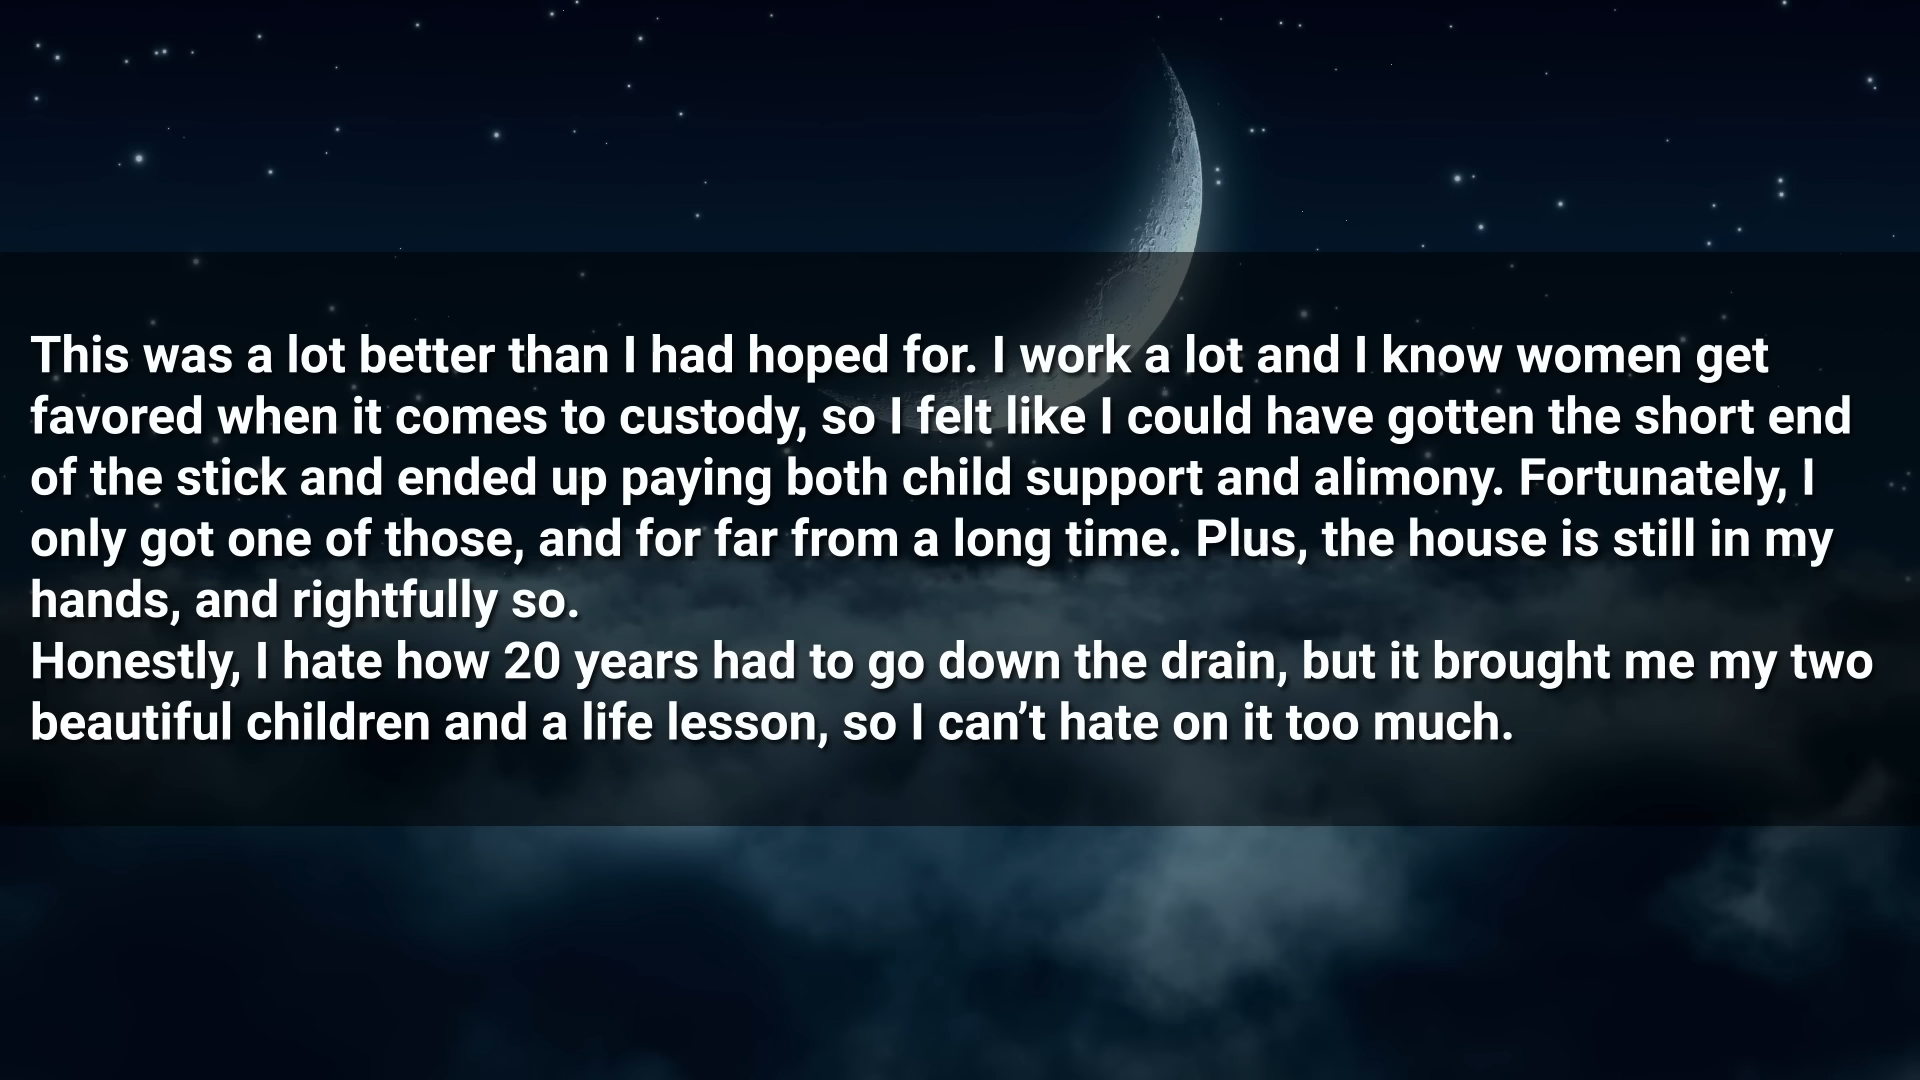 This was a lot better than I had hoped for. I work a lot and I know women get
favored when it comes to custody, so I felt like I could have gotten the short end
of the stick and ended up paying both child support and alimony. Fortunately, I
only got one of those, and for far from a long time. Plus, the house is still in my
hands, and rightfully so.
Honestly, I hate how 20 years had to go down the drain, but it brought me my two
beautiful children and a life lesson, so I can’t hate on it too much.